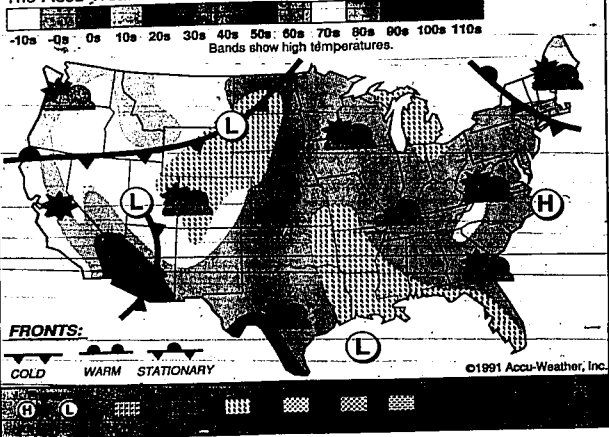 -10s -0s 0s 10s 20s 30s 40s 50s 60s 70s 80s 90s 100s 110s
Bands show high temperatures.
L
L
H
L
FRONTS:
COLD WARM STATIONARY
©1991 Accu-Weather, Inc.
H L